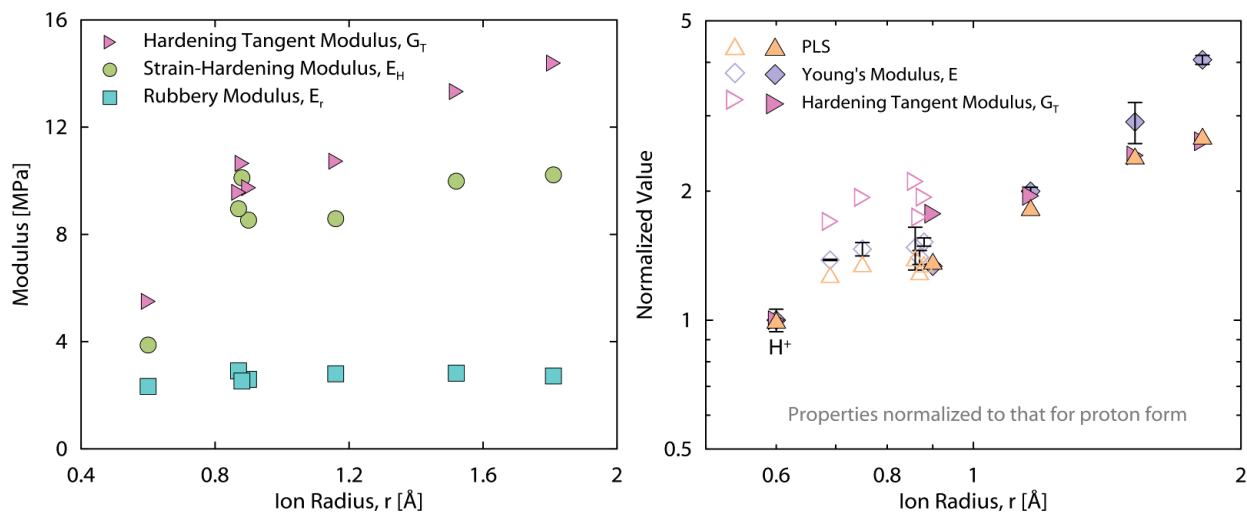 16
12
8
4
0
Modulus [MPa]
Hardening Tangent Modulus, G_T
Strain-Hardening Modulus, E_H
Rubbery Modulus, E_r
0.4
0.8
1.2
1.6
2
Ion Radius, r [Å]
5
2
1
0.5
Normalized Value
PLS
Young's Modulus, E
Hardening Tangent Modulus, G_T
H⁺
Properties normalized to that for proton form
0.6
0.8
1
2
Ion Radius, r [Å]